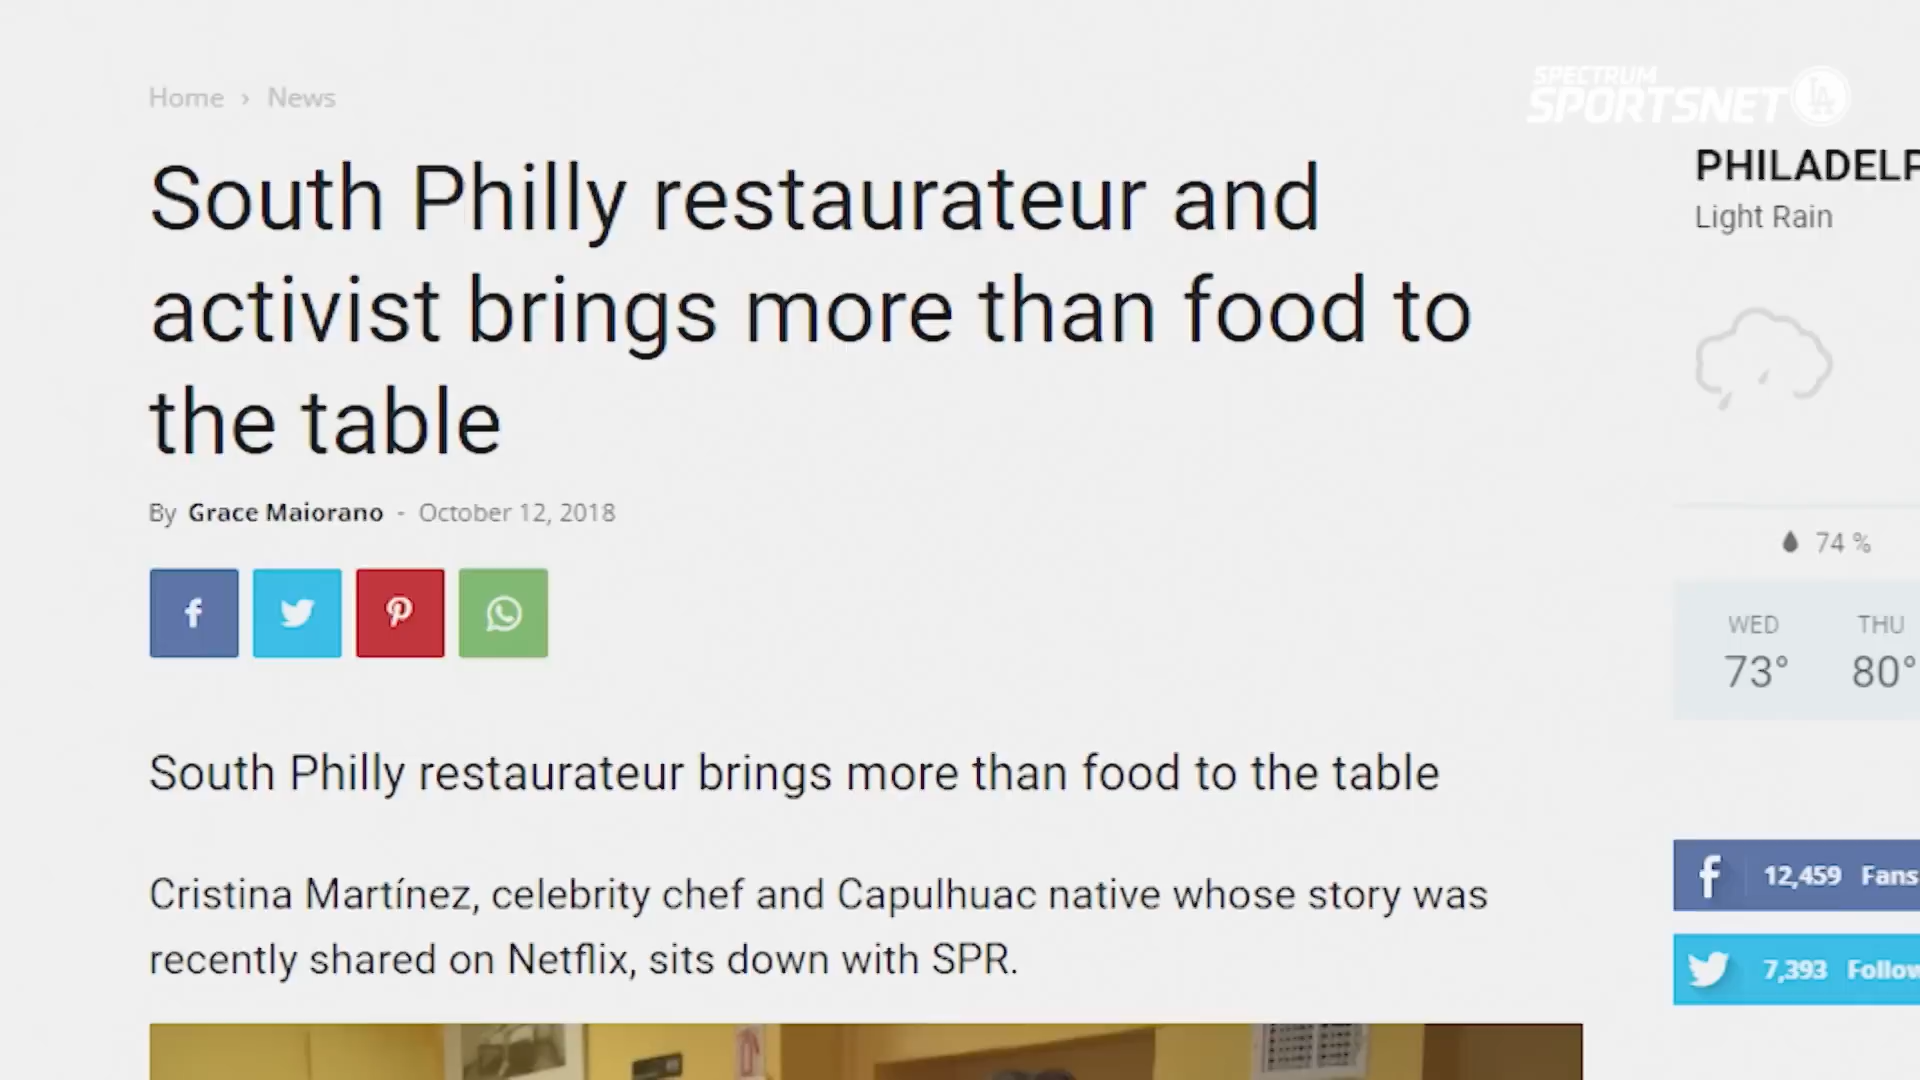 Home › News
SPECTRUM
SPORTSNET LA
South Philly restaurateur and
activist brings more than food to
the table
By Grace Maiorano - October 12, 2018
South Philly restaurateur brings more than food to the table
Cristina Martínez, celebrity chef and Capulhuac native whose story was
recently shared on Netflix, sits down with SPR.
PHILADELP
Light Rain
74 %
WED THU
73° 80°
12,459 Fans
7,393 Follow